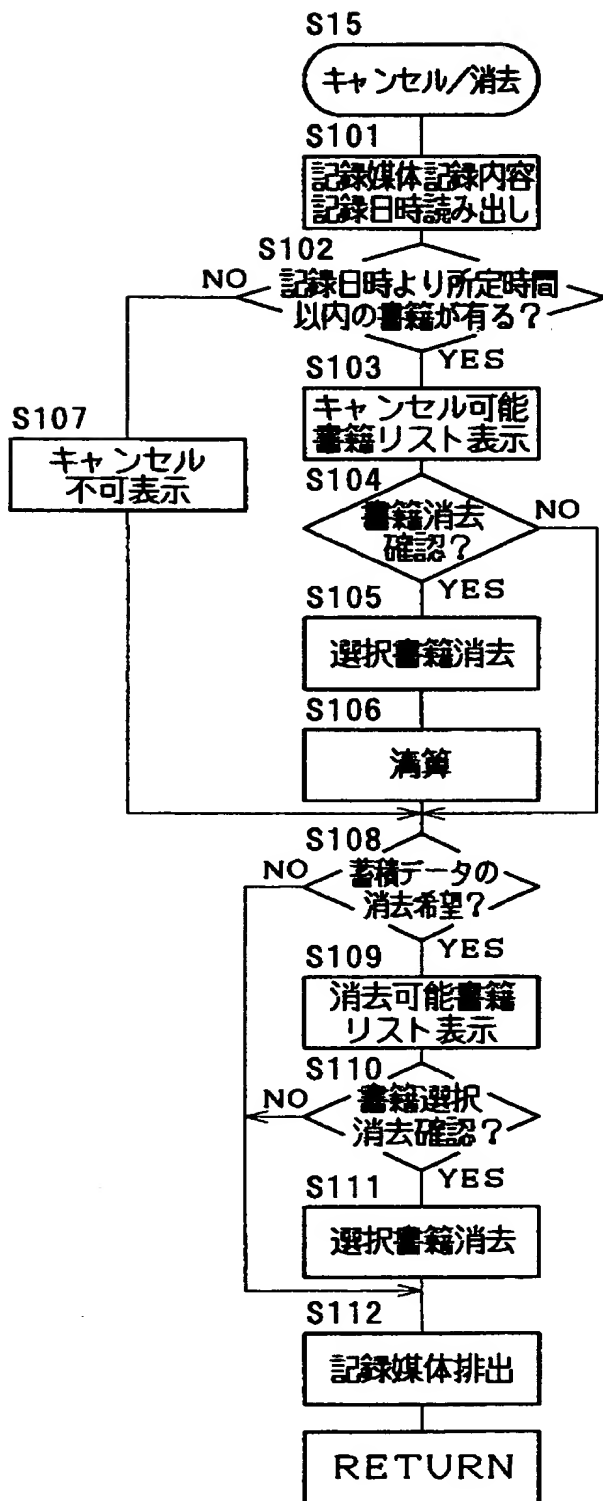 S15
キャンセル/消去
S101
記録媒体記録内容
記録日時読み出し
S102
NO
記録日時より所定時間
以内の書籍が有る?
YES
S103
キャンセル可能
書籍リスト表示
S107
キャンセル
不可表示
S104
書籍消去
確認?
NO
YES
S105
選択書籍消去
S106
清算
S108
NO
蓄積データの
消去希望?
YES
S109
消去可能書籍
リスト表示
S110
NO
書籍選択
消去確認?
YES
S111
選択書籍消去
S112
記録媒体排出
RETURN